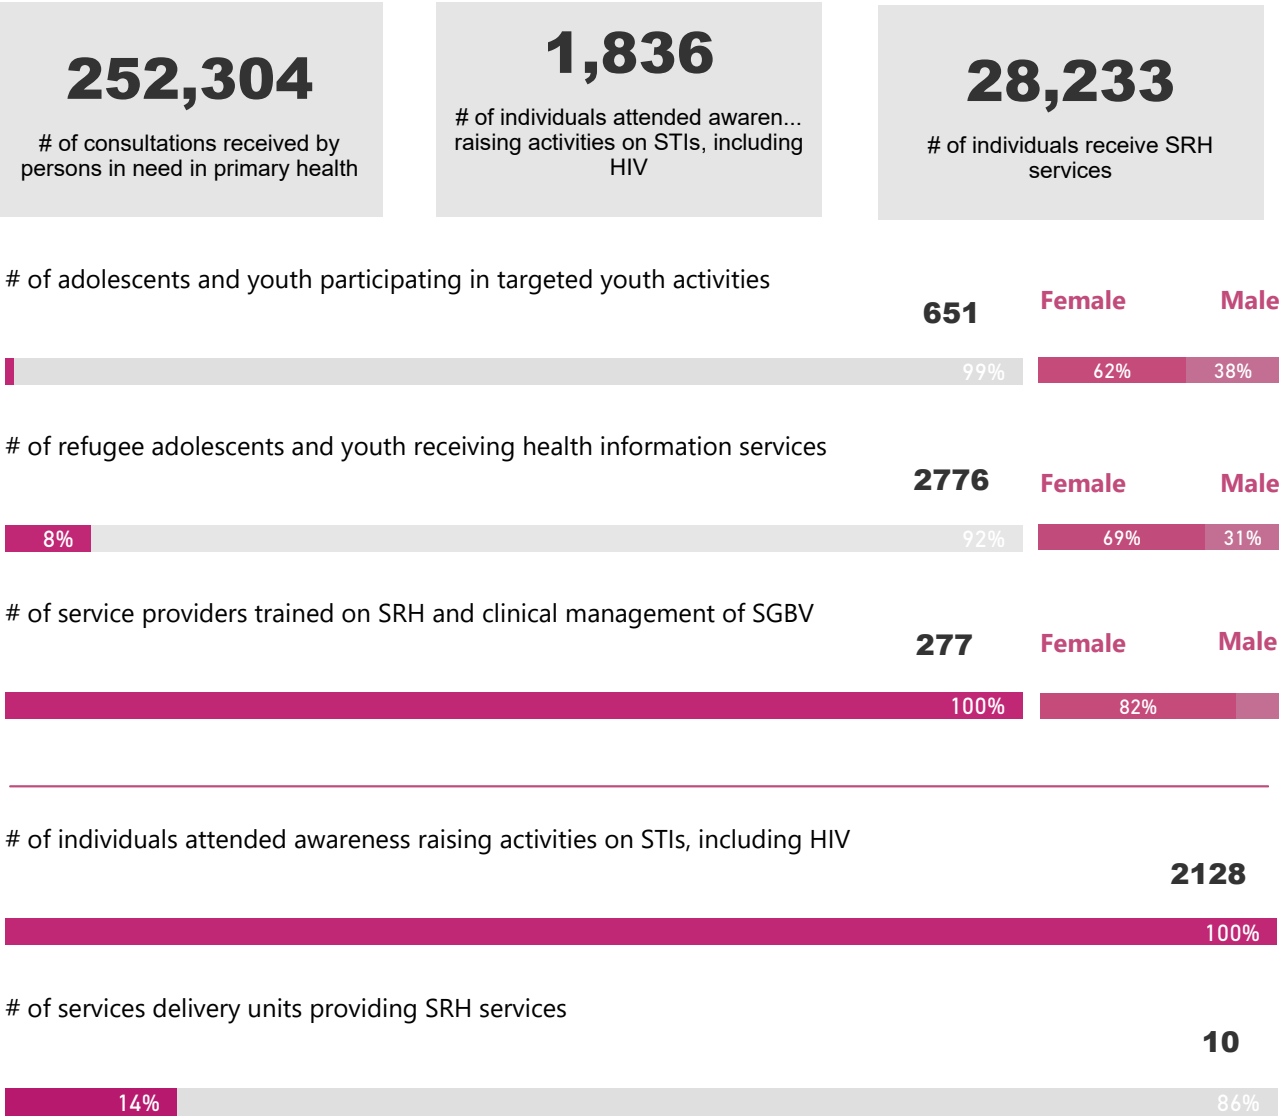 252,304
# of consultations received by
persons in need in primary health
1,836
# of individuals attended awaren...
raising activities on STIs, including
HIV
28,233
# of individuals receive SRH
services
# of adolescents and youth participating in targeted youth activities
651
Female
Male
99%
62%
38%
# of refugee adolescents and youth receiving health information services
2776
Female
Male
8%
92%
69%
31%
# of service providers trained on SRH and clinical management of SGBV
277
Female
Male
100%
82%
# of individuals attended awareness raising activities on STIs, including HIV
2128
100%
# of services delivery units providing SRH services
10
14%
86%